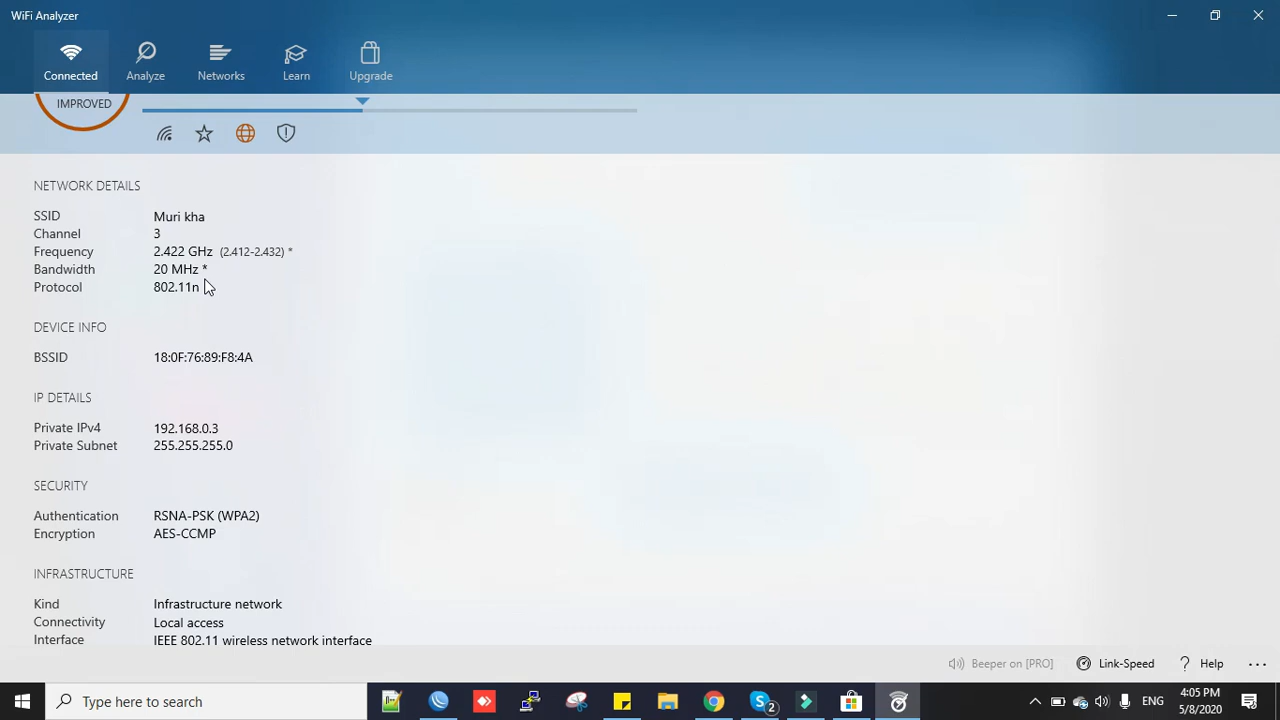 WiFi Analyzer
Connected Analyze Networks Learn Upgrade
IMPROVED
NETWORK DETAILS
SSID Muri kha
Channel 3
Frequency 2.422 GHz (2.412-2.432) *
Bandwidth 20 MHz *
Protocol 802.11n
DEVICE INFO
BSSID 18:0F:76:89:F8:4A
IP DETAILS
Private IPv4 192.168.0.3
Private Subnet 255.255.255.0
SECURITY
Authentication RSNA-PSK (WPA2)
Encryption AES-CCMP
INFRASTRUCTURE
Kind Infrastructure network
Connectivity Local access
Interface IEEE 802.11 wireless network interface
Beeper on [PRO] Link-Speed ? Help ...
Type here to search 2 ENG 4:05 PM
5/8/2020